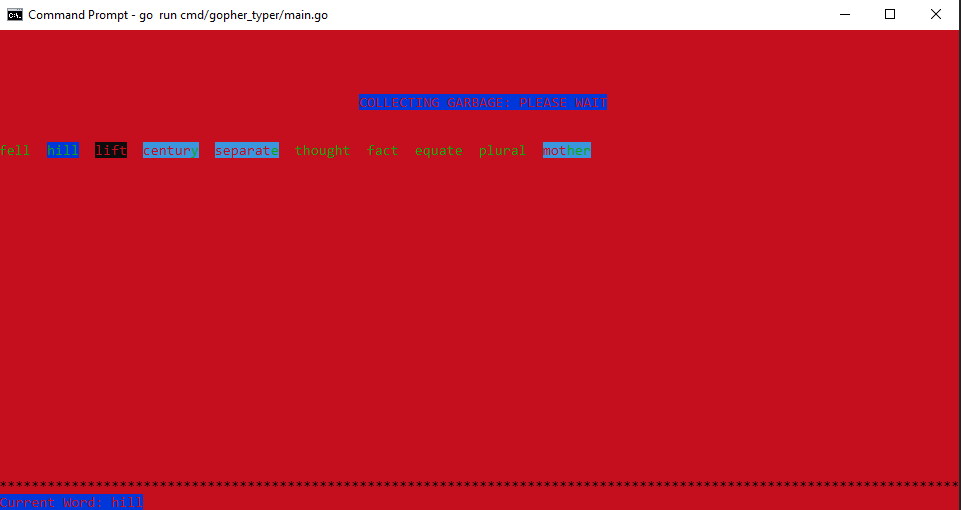 Command Prompt - go  run cmd/gopher_typer/main.go
COLLECTING GARBAGE: PLEASE WAIT
fell  hill  lift  century  separate  thought  fact  equate  plural  mother
************************************************************************************************************************
Current Word: hill